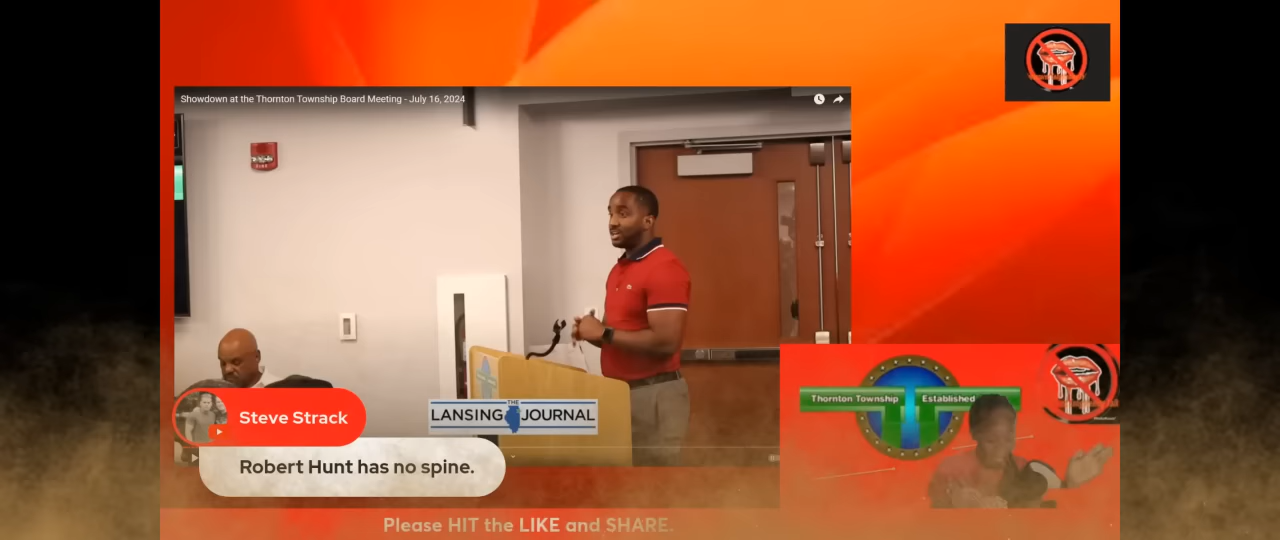 Showdown at the Thornton Township Board Meeting - July 16, 2024
THE
LANSING JOURNAL
Steve Strack
Robert Hunt has no spine.
Thornton Township
Established
Please HIT the LIKE and SHARE.